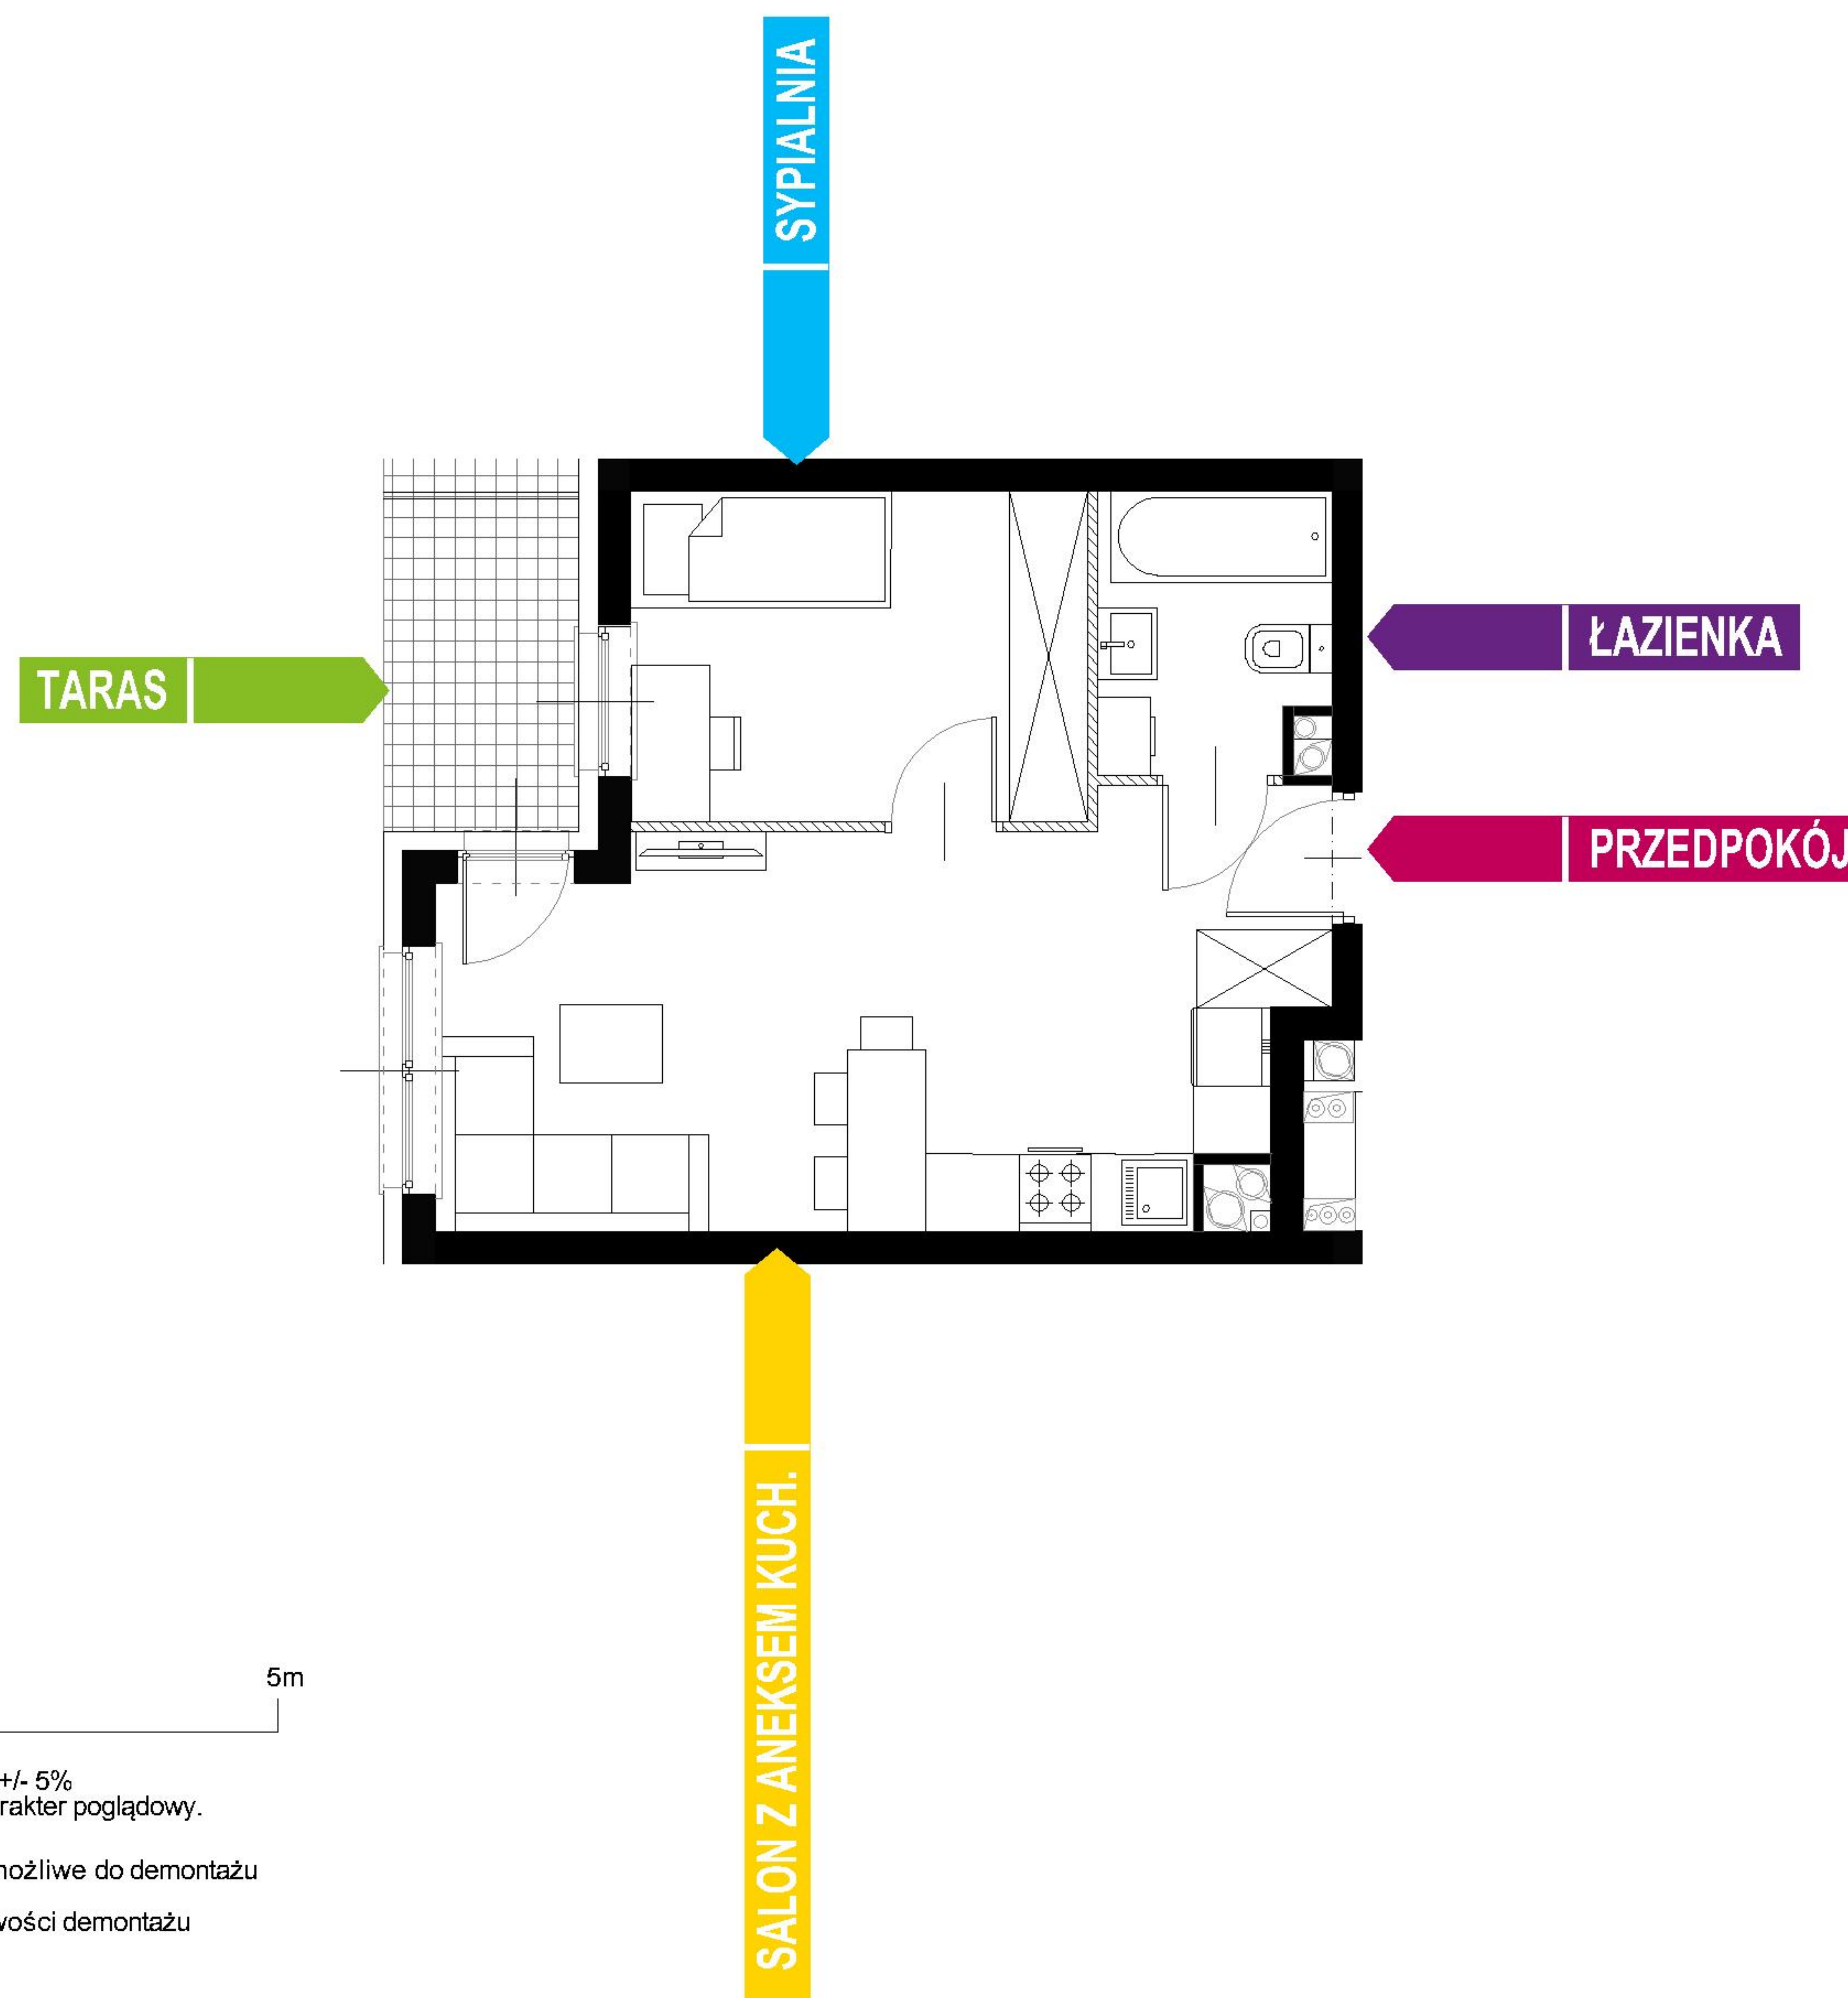 SYPIALNIA
ŁAZIENKA
TARAS
PRZEDPOKÓJ
SALON Z ANEKSEM KUCH.
5m
+/- 5%
rakter poglądowy.
możliwe do demontażu
wości demontażu